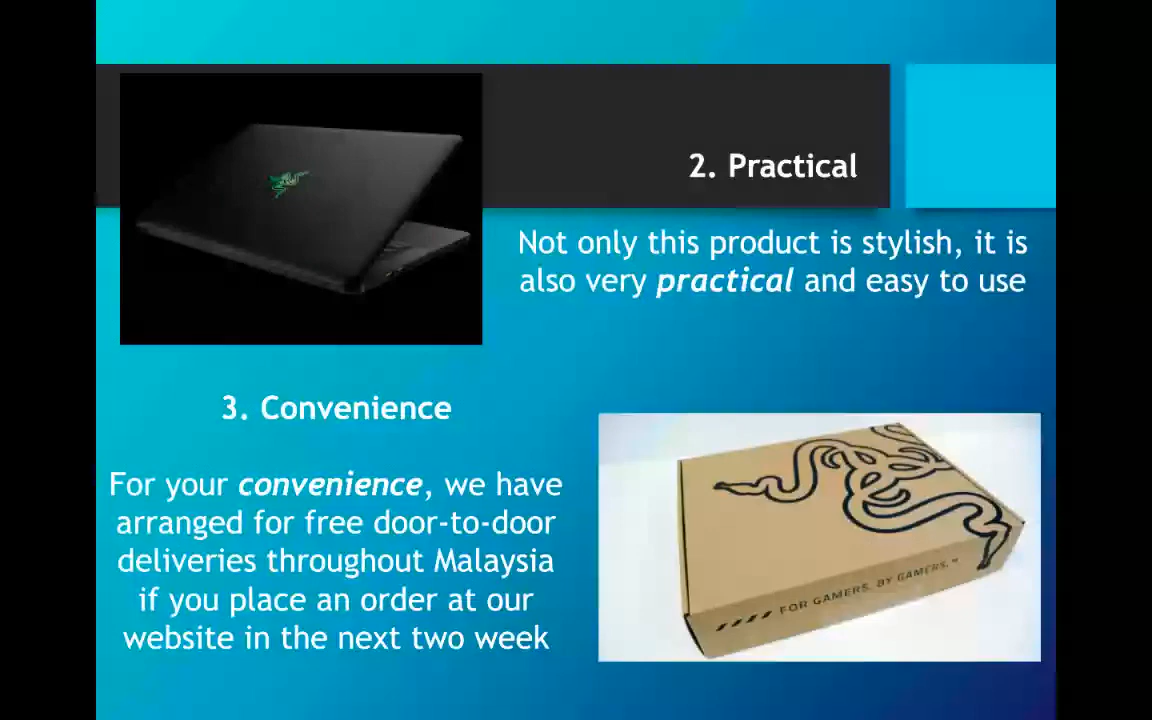 2. Practical
Not only this product is stylish, it is
also very practical and easy to use
3. Convenience
For your convenience, we have
arranged for free door-to-door
deliveries throughout Malaysia
if you place an order at our
website in the next two week
FOR GAMERS. BY GAMERS.™